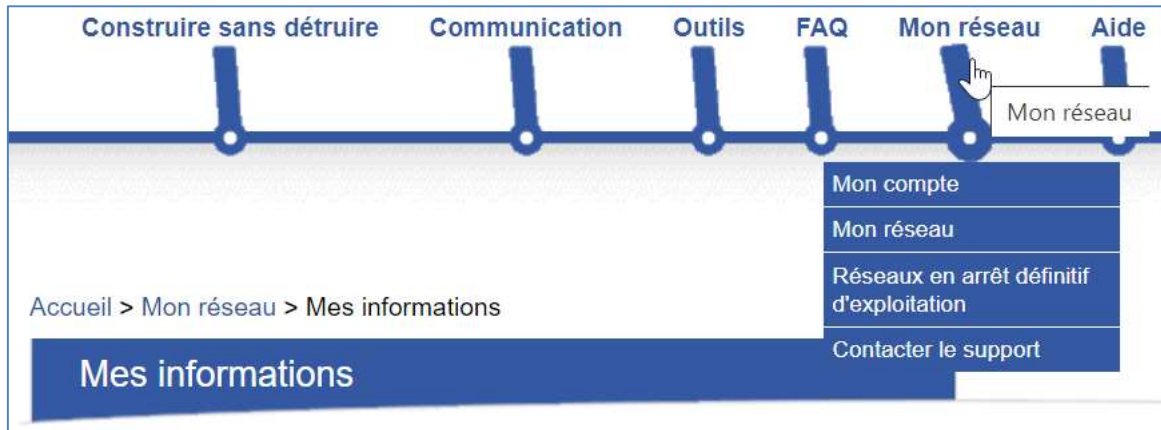 Construire sans détruire Communication Outils FAQ Mon réseau Aide
Mon réseau
Mon compte
Mon réseau
Réseaux en arrêt définitif
d'exploitation
Contacter le support
Accueil > Mon réseau > Mes informations
Mes informations